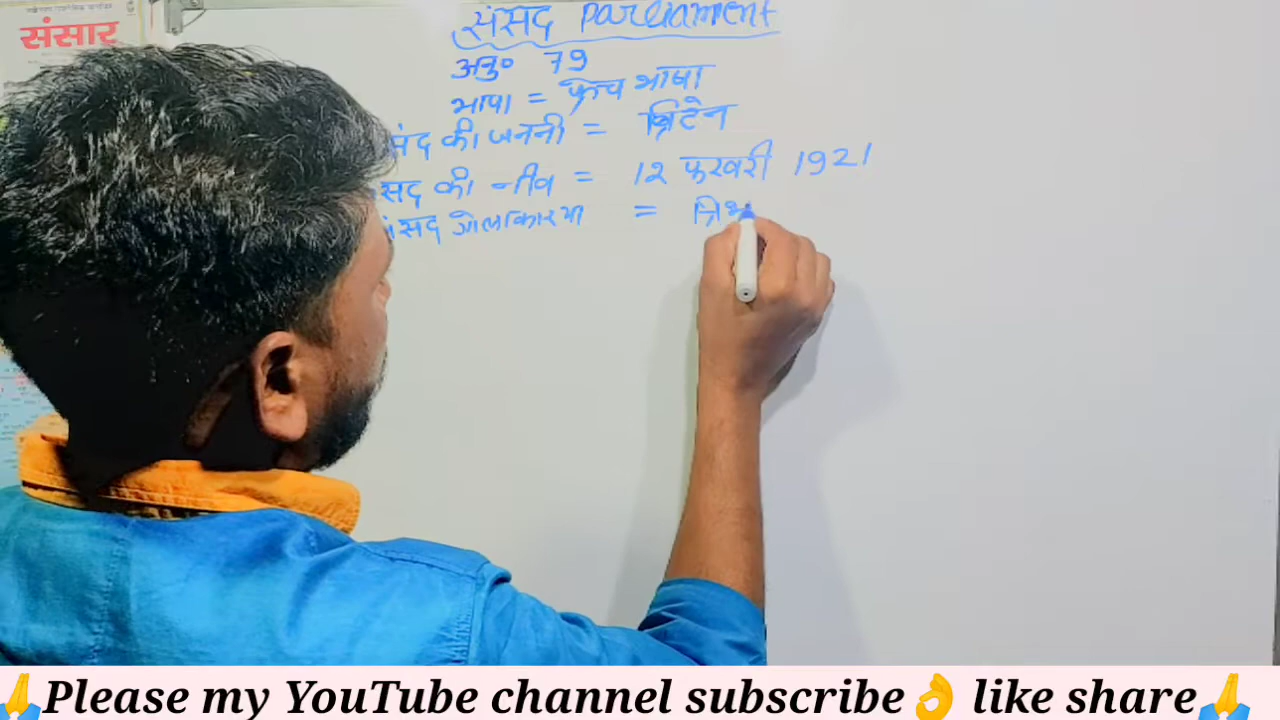 संसार
संसद Parliament
अनु० 79
भाषा = फ्रेंच भाषा
संद की जननी = ब्रिटेन
सद की नीव = 12 फरवरी 1921
संसद गोलाकार था = त्रिभ
Please my YouTube channel subscribe👌 like share🙏